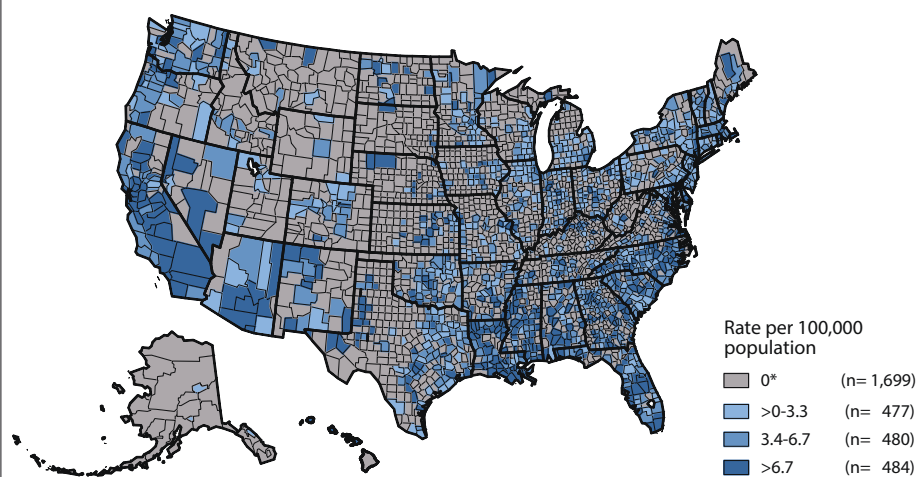 Rate per 100,000
population
0* (n= 1,699)
>0-3.3 (n= 477)
3.4-6.7 (n= 480)
>6.7 (n= 484)